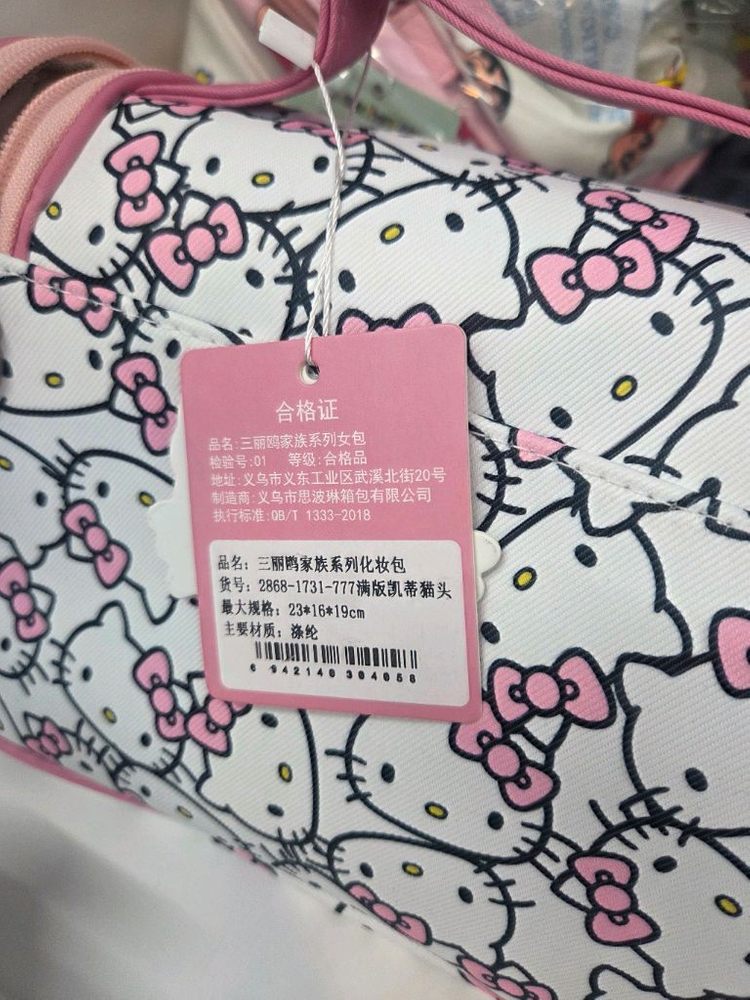 合格证
品名:三丽鸥家族系列女包
检验号:01 等级:合格品
地址:义乌市义东工业区武溪北街20号
制造商:义乌市思波琳箱包有限公司
执行标准:QB/T 1333-2018
品名：三丽鸥家族系列化妆包
货号：2868-1731-777满版凯蒂猫头
最大规格：23*16*19cm
主要材质：涤纶
6 942140 304056